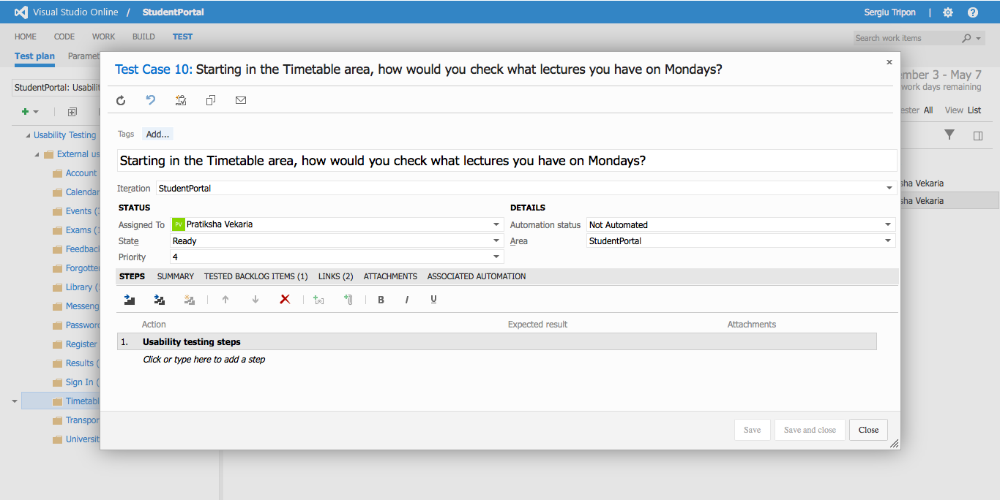 Visual Studio Online / StudentPortal Sergiu Tripon | ?
HOME CODE WORK BUILD TEST Search work items
Test plan Paramet
Test Case 10: Starting in the Timetable area, how would you check what lectures you have on Mondays?
StudentPortal: Usabilit
mber 3 - May 7
work days remaining
ester All View List
Usability Testing
External us
Account
Calendar
Events (
Exams (
Feedbac
Forgotte
Library (
Messeng
Password
Register
Results (
Sign In (
Timetabl
Transpor
Universit
Tags Add...
Starting in the Timetable area, how would you check what lectures you have on Mondays?
Iteration StudentPortal
STATUS DETAILS
Assigned To PV Pratiksha Vekaria Automation status Not Automated
State Ready Area StudentPortal
Priority 4
sha Vekaria
sha Vekaria
STEPS SUMMARY TESTED BACKLOG ITEMS (1) LINKS (2) ATTACHMENTS ASSOCIATED AUTOMATION
B I U
Action Expected result Attachments
1. Usability testing steps
Click or type here to add a step
Save Save and close Close